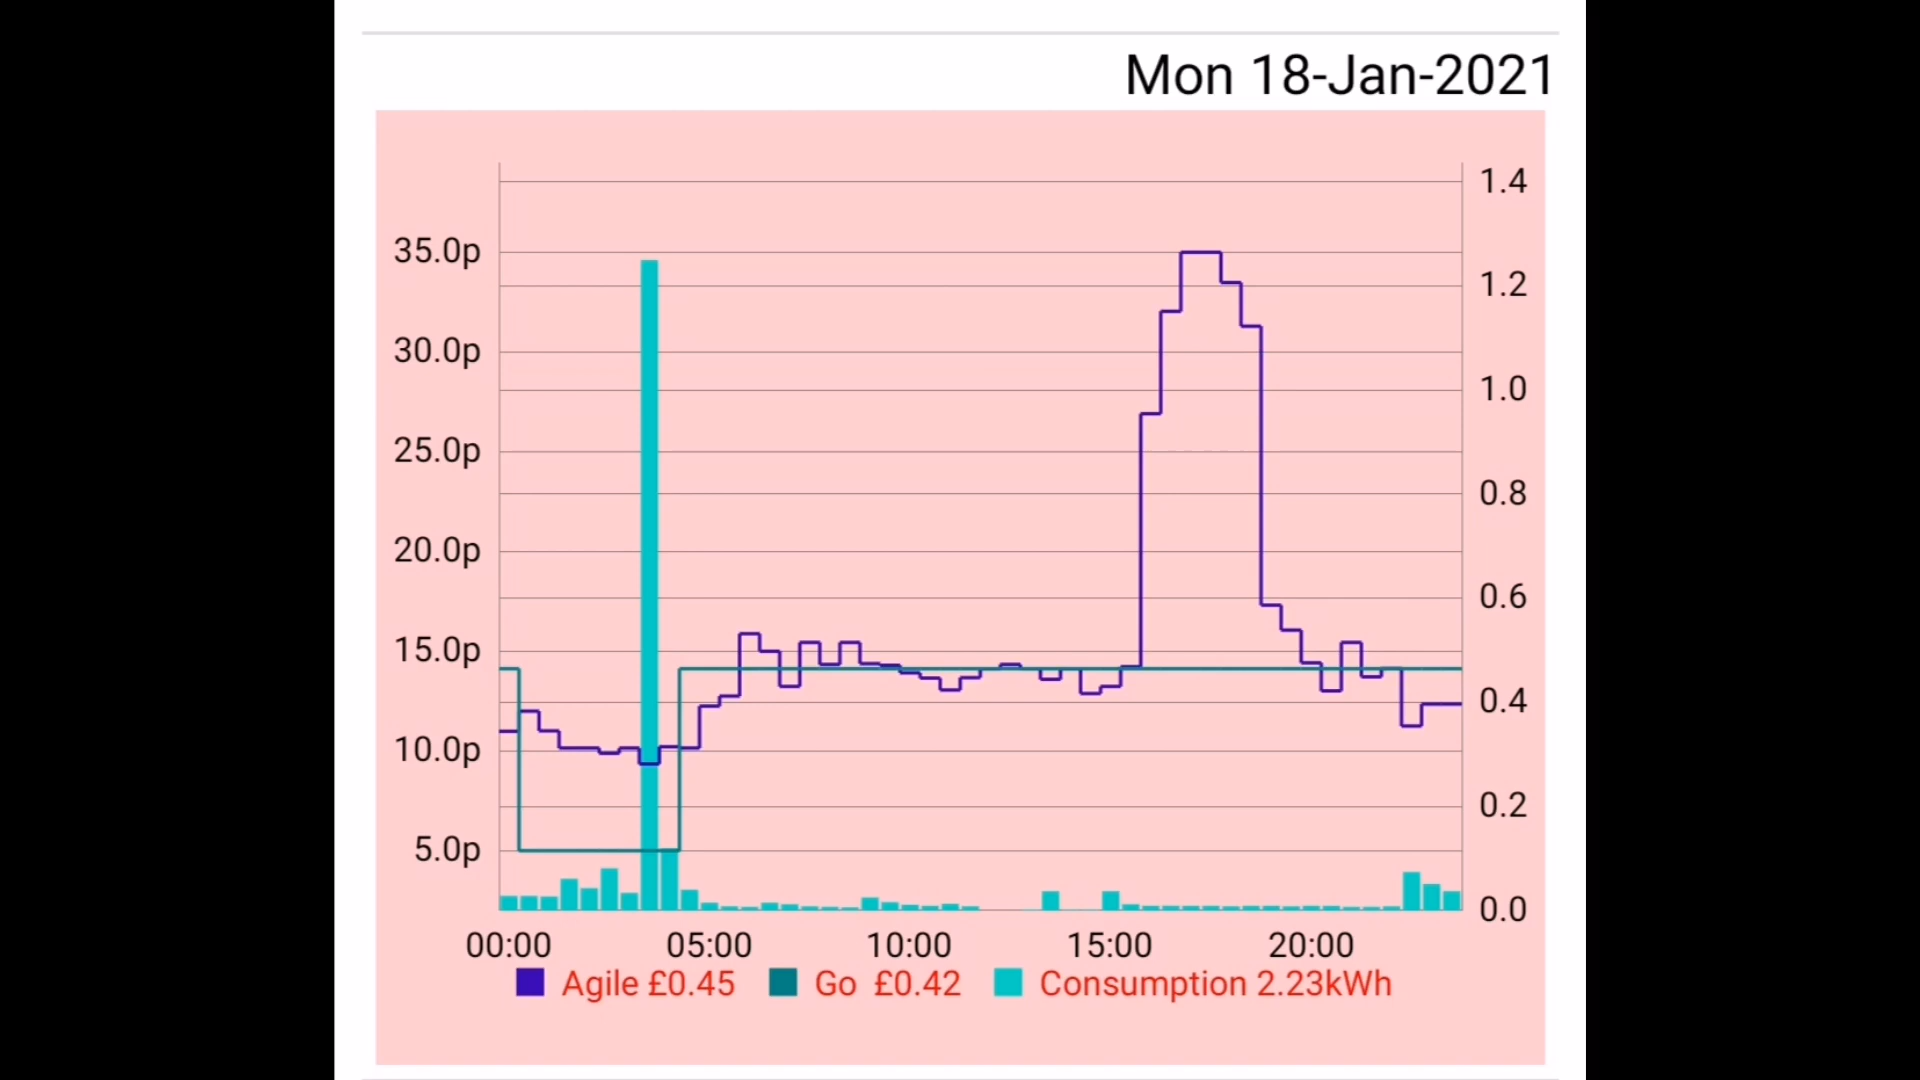 Mon 18-Jan-2021
1.4
35.0p
1.2
30.0p
1.0
25.0p
0.8
20.0p
0.6
15.0p
0.4
10.0p
0.2
5.0p
0.0
00:00 05:00 10:00 15:00 20:00
Agile £0.45 Go £0.42 Consumption 2.23kWh